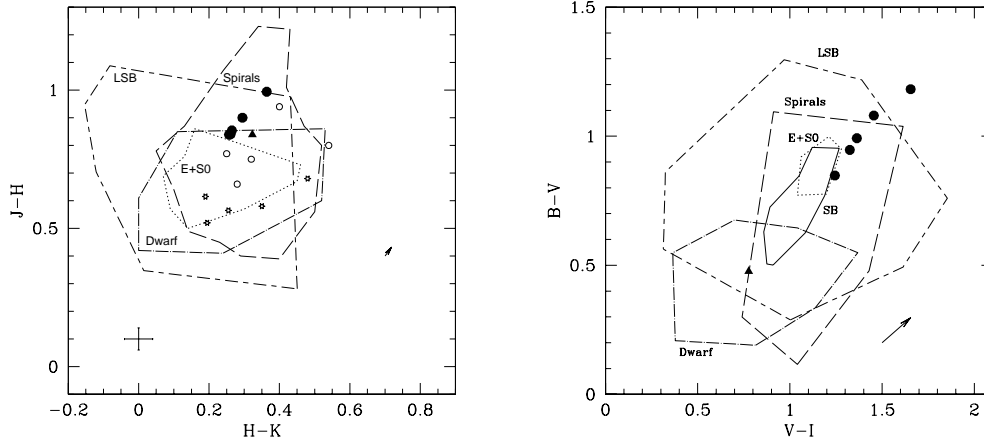 LSB
Spirals
E+S0
Dwarf
J-H
1
0.5
0
-0.2
0
0.2
0.4
0.6
0.8
H-K
1.5
LSB
Spirals
E+S0
SB
Dwarf
B-V
1
0.5
0
0
0.5
1
1.5
2
V-I